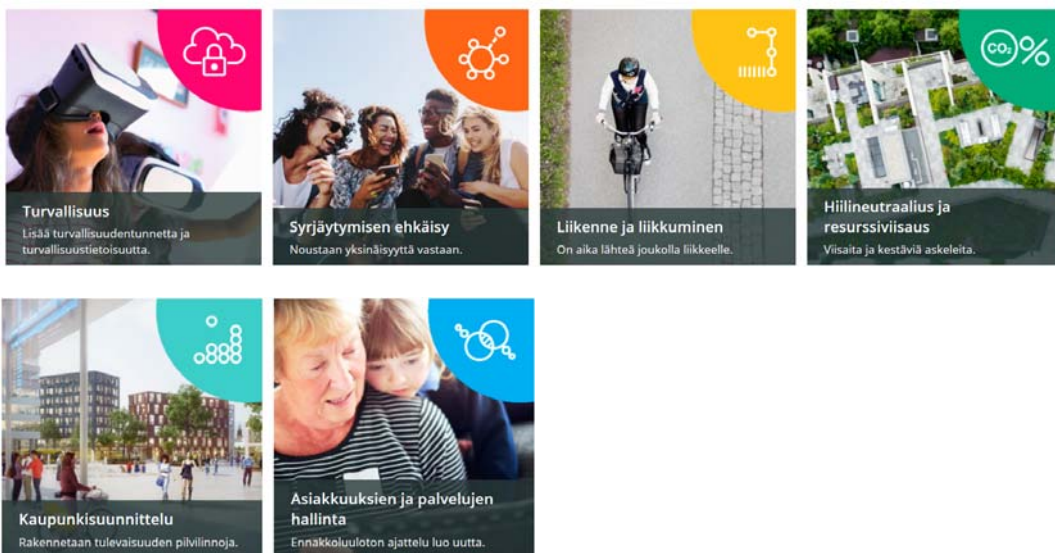 CO₂%
Turvallisuus
Lisää turvallisuudentunnetta ja
turvallisuustietoisuutta.
Syrjäytymisen ehkäisy
Noustaan yksinäisyyttä vastaan.
Liikenne ja liikkuminen
On aika lähteä joukolla liikkeelle.
Hiilineutraalius ja
resurssiviisaus
Viisaita ja kestäviä askeleita.
Kaupunkisuunnittelu
Rakennetaan tulevaisuuden pilvilinnoja.
Asiakkuuksien ja palvelujen
hallinta
Ennakkoluuloton ajattelu luo uutta.